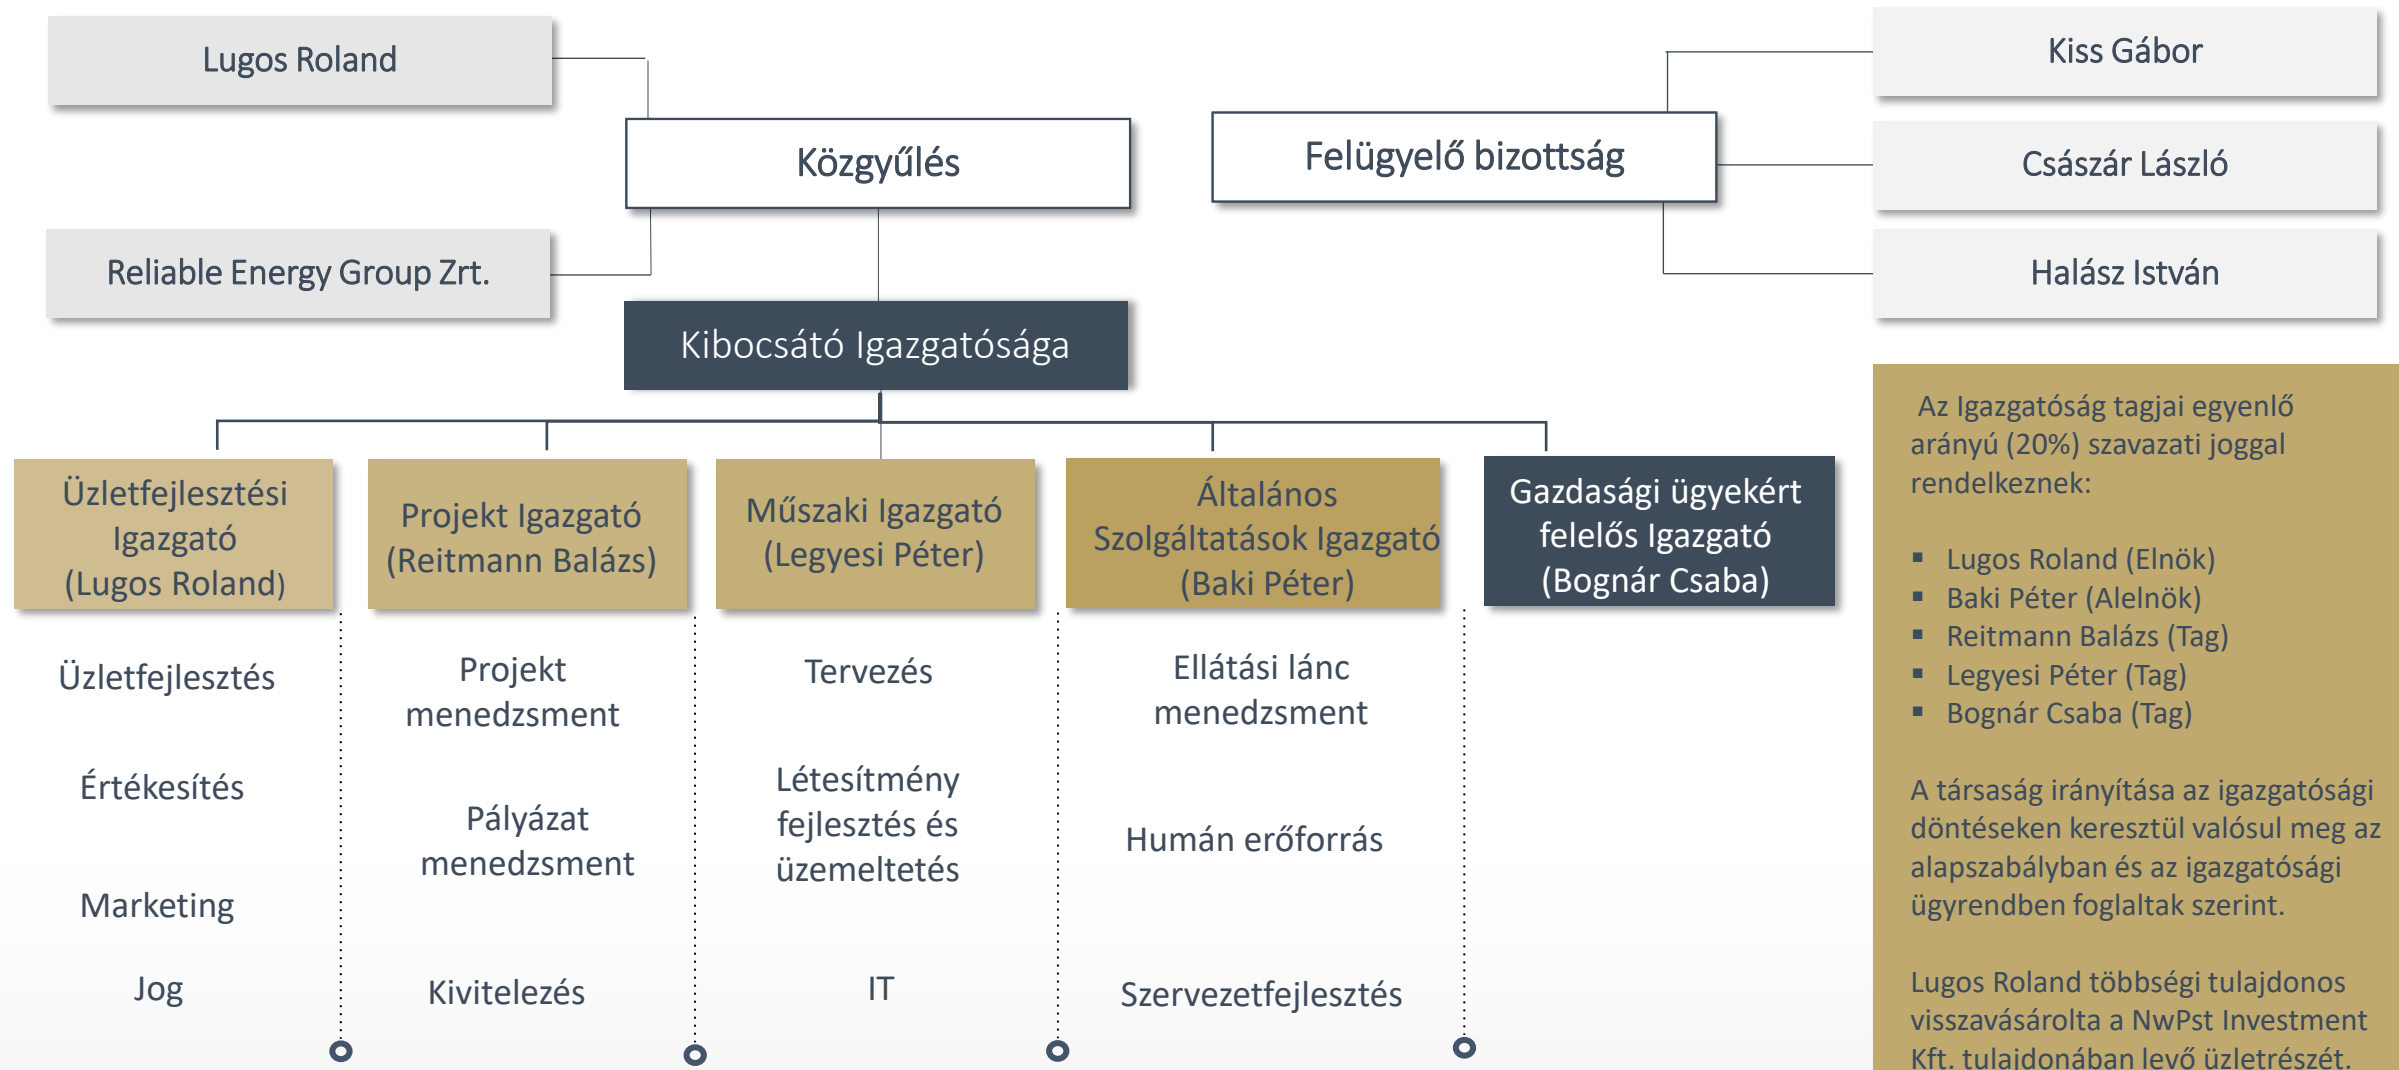 Lugos Roland
Közgyűlés
Reliable Energy Group Zrt.
Felügyelő bizottság
Kiss Gábor
Császár László
Halász István
Kibocsátó Igazgatósága
Üzletfejlesztési
Igazgató
(Lugos Roland)
Üzletfejlesztés
Értékesítés
Marketing
Jog
Projekt Igazgató
(Reitmann Balázs)
Projekt
menedzsment
Pályázat
menedzsment
Kivitelezés
Műszaki Igazgató
(Legyesi Péter)
Tervezés
Létesítmény
fejlesztés és
üzemeltetés
IT
Általános
Szolgáltatások Igazgató
(Baki Péter)
Ellátási lánc
menedzsment
Humán erőforrás
Szervezetfejlesztés
Gazdasági ügyekért
felelős Igazgató
(Bognár Csaba)
Az Igazgatóság tagjai egyenlő
arányú (20%) szavazati joggal
rendelkeznek:
▪ Lugos Roland (Elnök)
▪ Baki Péter (Alelnök)
▪ Reitmann Balázs (Tag)
▪ Legyesi Péter (Tag)
▪ Bognár Csaba (Tag)
A társaság irányítása az igazgatósági
döntéseken keresztül valósul meg az
alapszabályban és az igazgatósági
ügyrendben foglaltak szerint.
Lugos Roland többségi tulajdonos
visszavásárolta a NwPst Investment
Kft. tulajdonában levő üzletrészét.